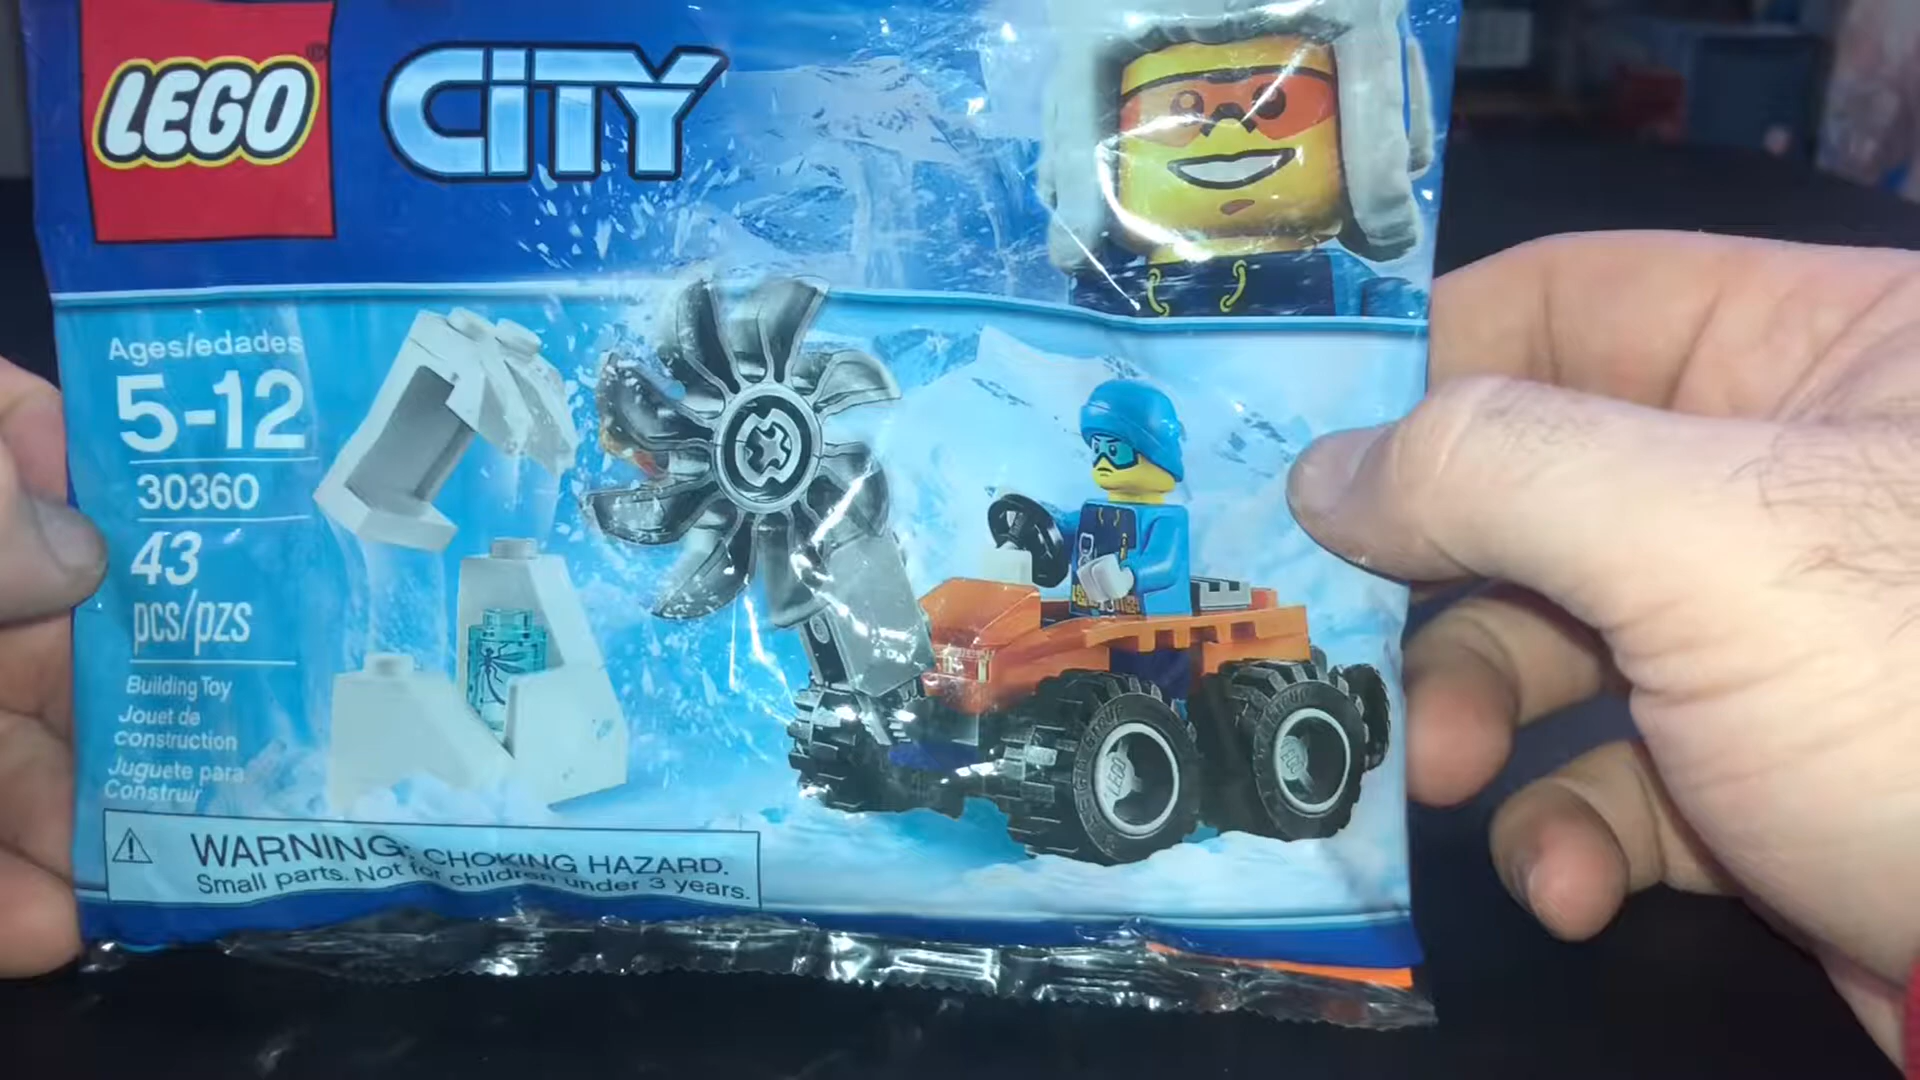 LEGO®
CITY
Ages/edades
5-12
30360
43
pcs/pzs
Building Toy
Jouet de
construction
Juguete para
Construir
WARNING: CHOKING HAZARD.
Small parts. Not for children under 3 years.
LEGO